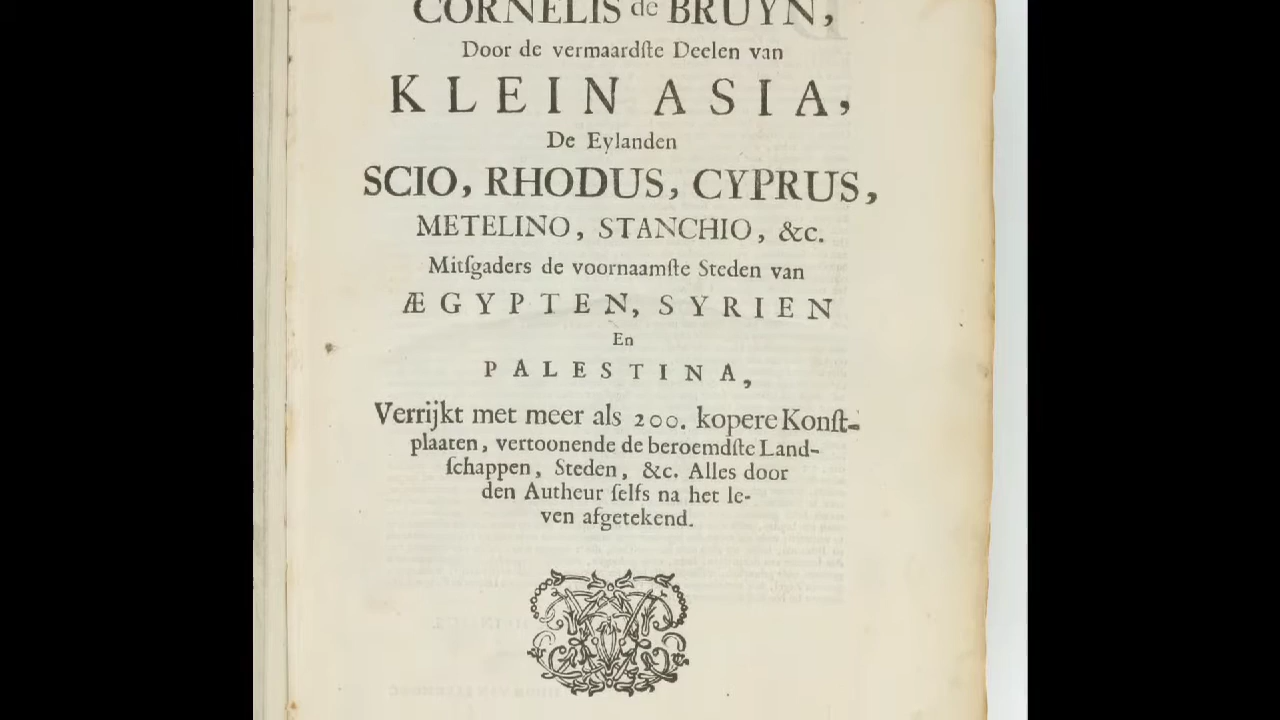 CORNELIS de BRUYN,
Door de vermaardſte Deelen van
KLEIN ASIA,
De Eylanden
SCIO, RHODUS, CYPRUS,
METELINO, STANCHIO, &c.
Mitſgaders de voornaamſte Steden van
ÆGYPTEN, SYRIEN
En
PALESTINA,
Verrijkt met meer als 200. kopere Konſt-
plaaten, vertoonende de beroemdſte Land-
ſchappen, Steden, &c. Alles door
den Autheur ſelfs na het le-
ven afgetekend.